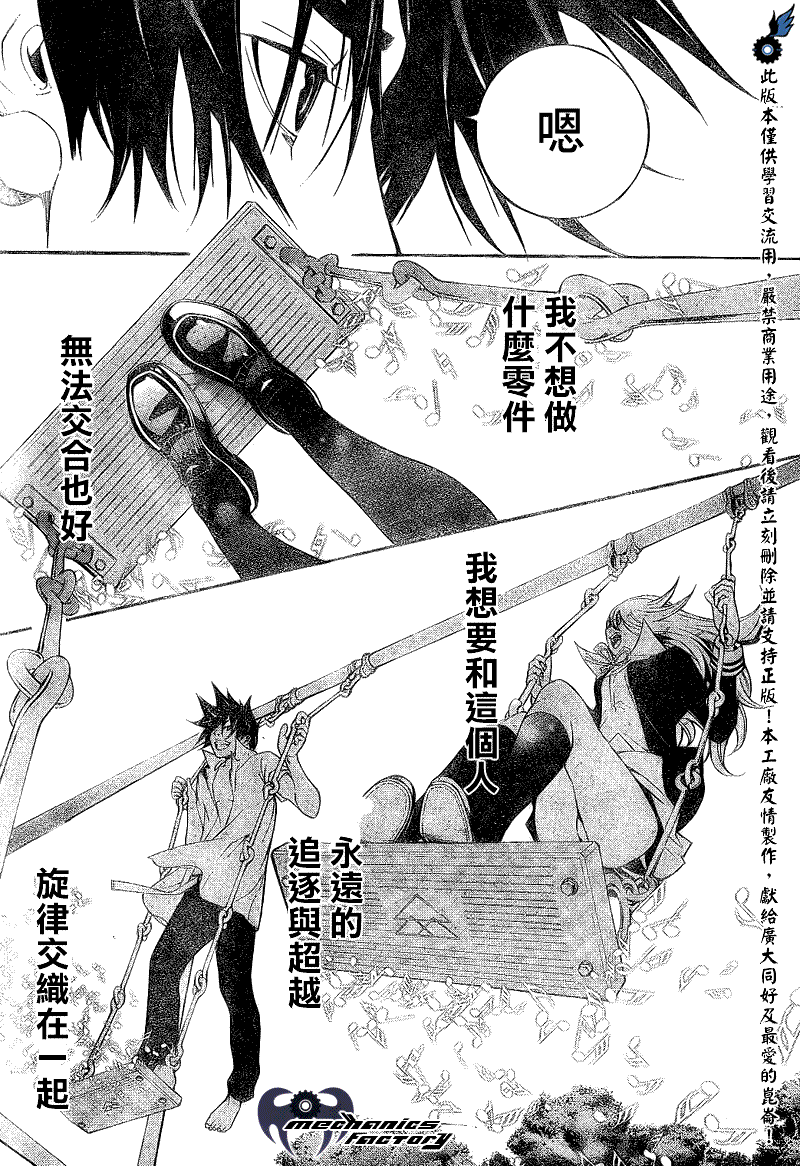 嗯
我不想做
什麼零件
無法交合也好
我想要和這個人
永遠的
追逐與超越
旋律交織在一起
此版本僅供學習交流用，嚴禁商業用途，觀看後請立刻刪除並請支持正版！本工廠友情製作，獻給廣大同好及最愛的崑崙！
mechanics
Factory